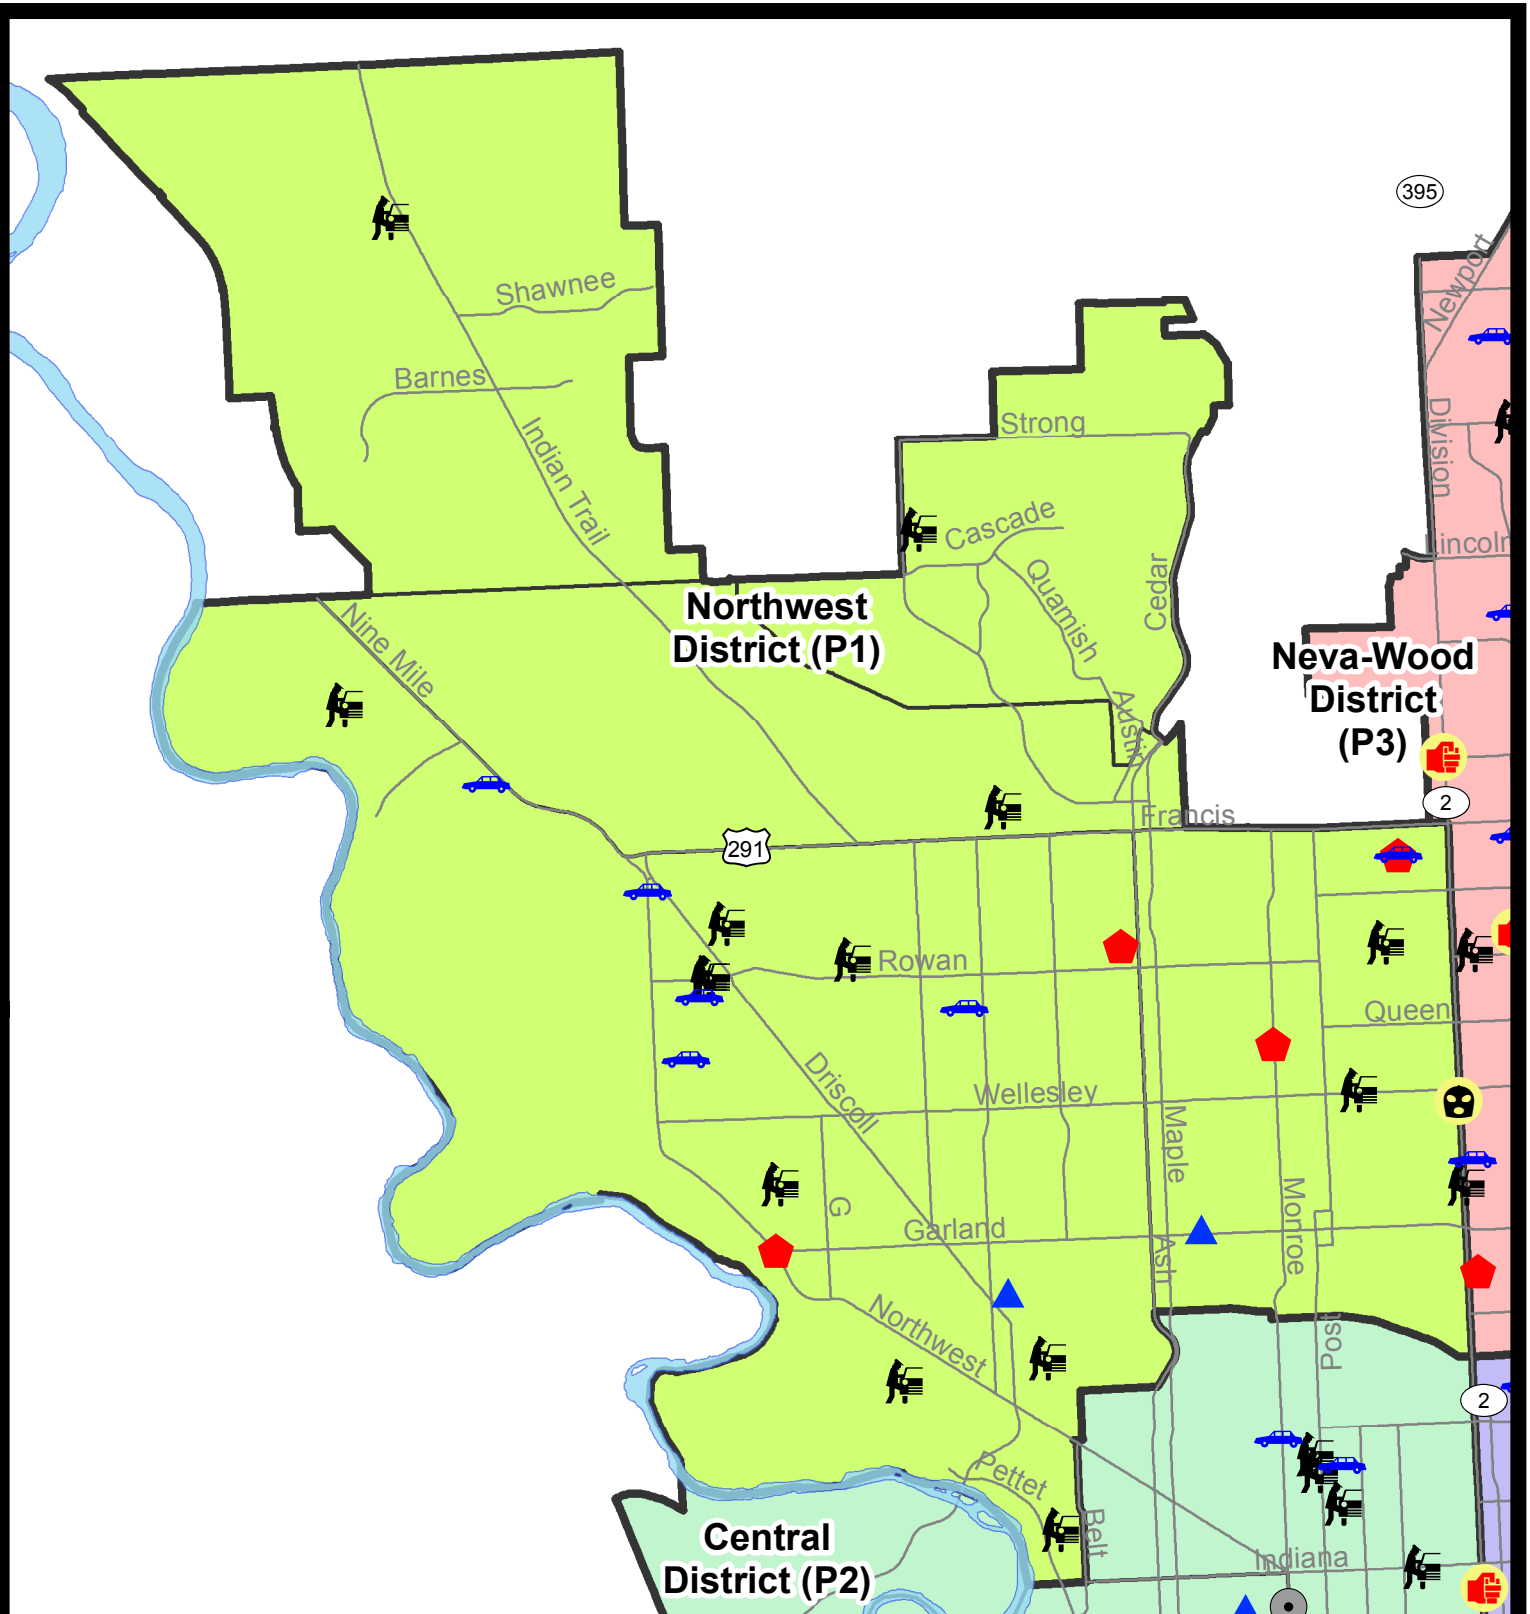 395
Newport
Shawnee
Barnes
Division
Strong
Indian Trail
Cascade
Lincoln
Quamish
Cedar
Northwest
District (P1)
Nine Mile
Neva-Wood
District
(P3)
Austin
2
Francis
291
Rowan
Queen
Driscoll
Wellesley
Maple
G
Monroe
Garland
Ash
Northwest
Post
2
Pettet
Belt
Central
District (P2)
Indiana